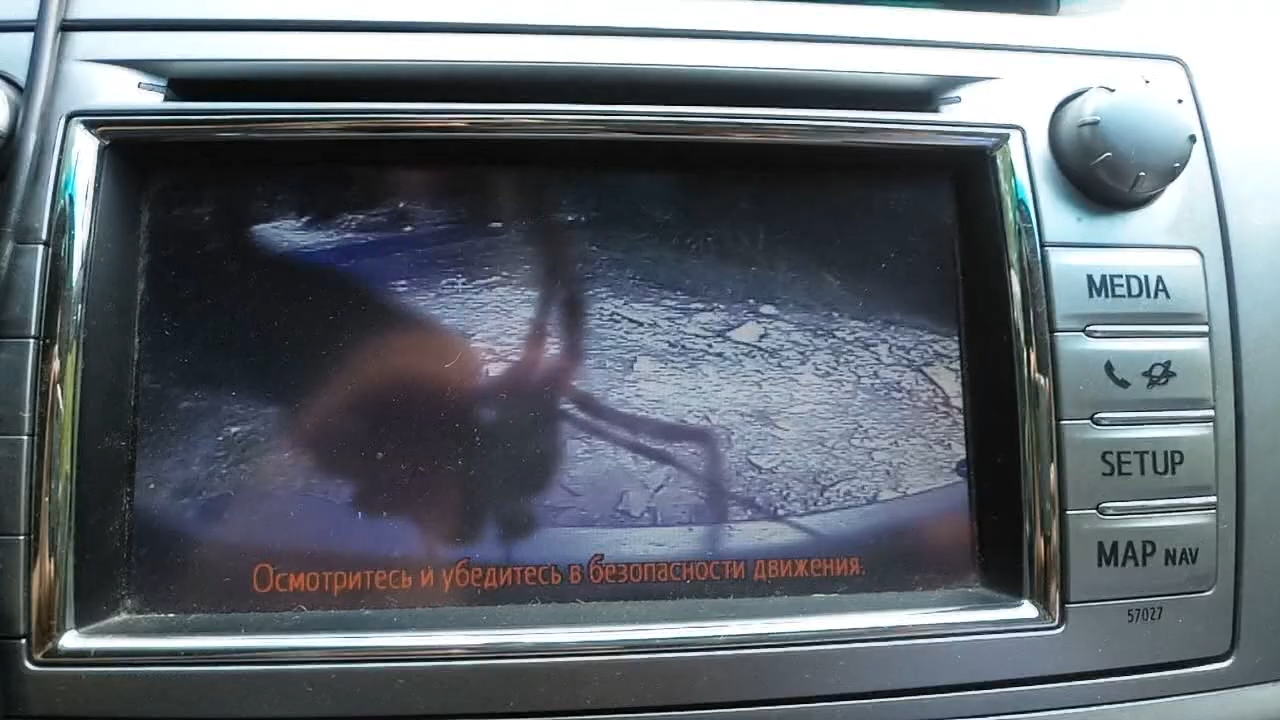 MEDIA
SETUP
MAP NAV
57027
Осмотритесь и убедитесь в безопасности движения.